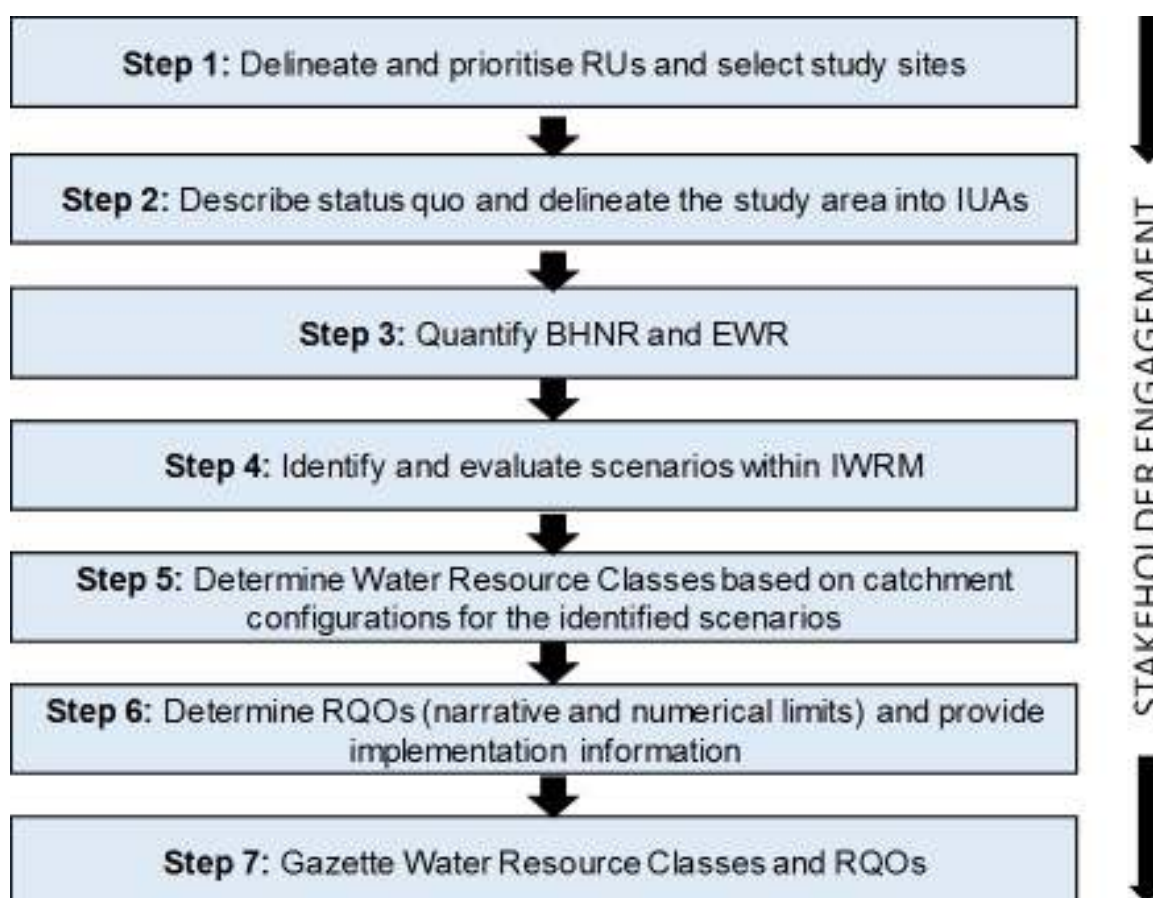 Step 1: Delineate and prioritise RUs and select study sites
Step 2: Describe status quo and delineate the study area into IUAs
Step 3: Quantify BHNR and EWR
Step 4: Identify and evaluate scenarios within IWRM
Step 5: Determine Water Resource Classes based on catchment
configurations for the identified scenarios
Step 6: Determine RQOs (narrative and numerical limits) and provide
implementation information
Step 7: Gazette Water Resource Classes and RQOs
STAKEHOLDER ENGAGEMENT